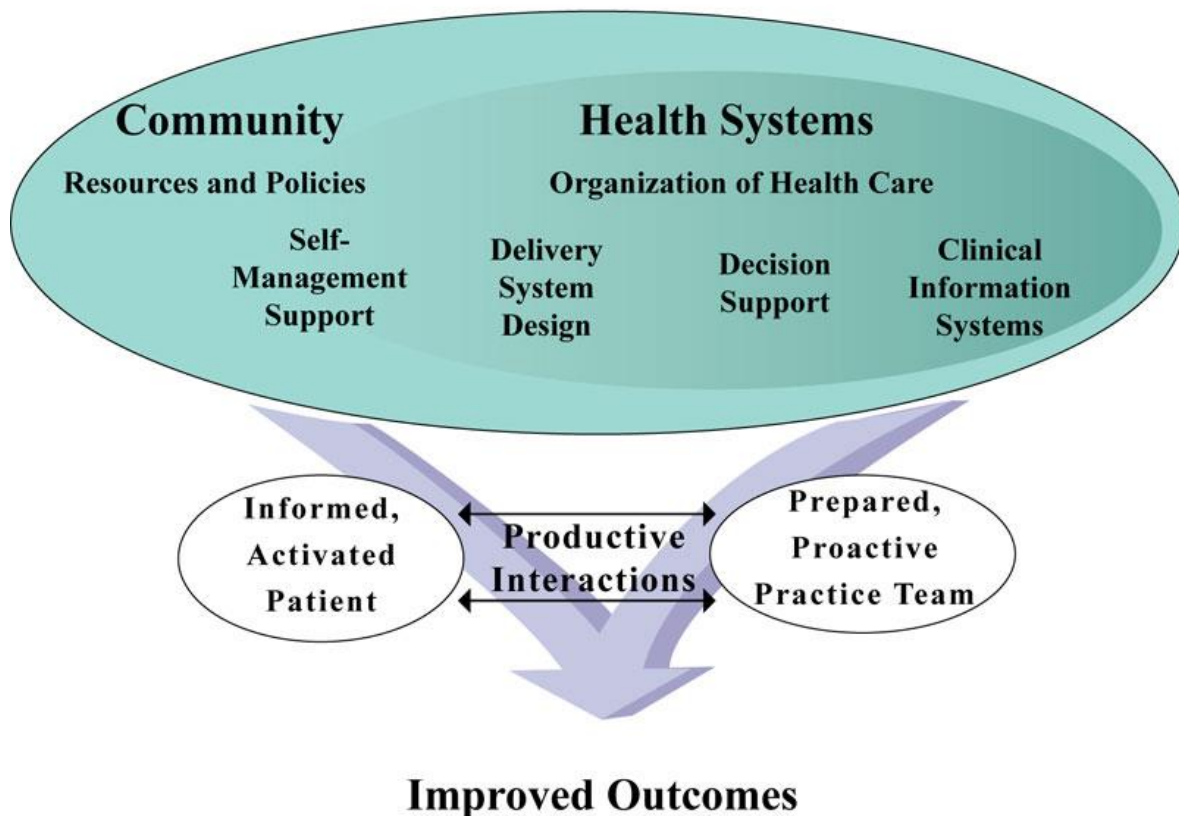 Community
Health Systems
Resources and Policies
Organization of Health Care
Self-
Management
Support
Delivery
System
Design
Decision
Support
Clinical
Information
Systems
Informed,
Activated
Patient
Productive
Interactions
Prepared,
Proactive
Practice Team
Improved Outcomes